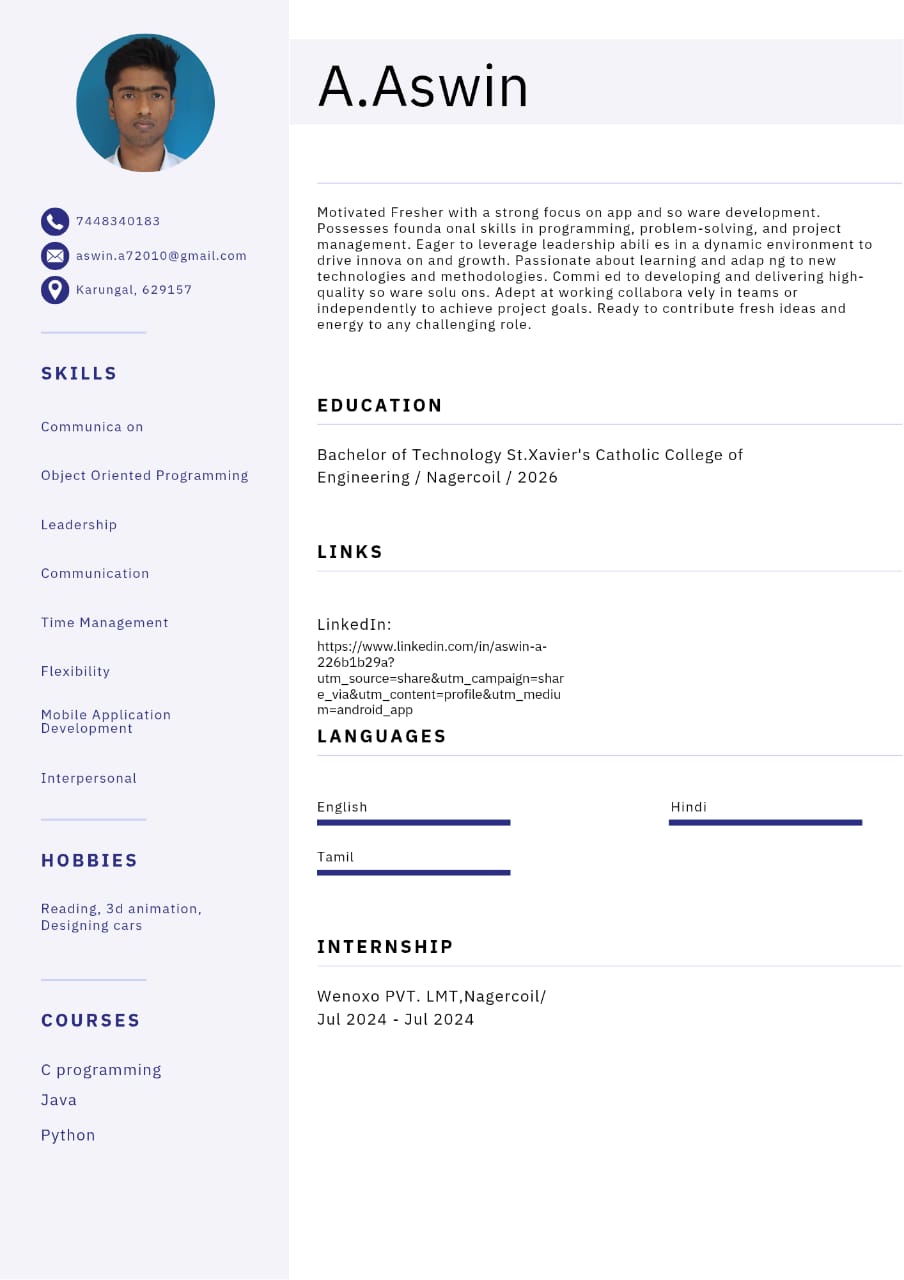 A.Aswin
7448340183
aswin.a72010@gmail.com
Karungal, 629157
SKILLS
Communica on
Object Oriented Programming
Leadership
Communication
Time Management
Flexibility
Mobile Application
Development
Interpersonal
HOBBIES
Reading, 3d animation,
Designing cars
COURSES
C programming
Java
Python
Motivated Fresher with a strong focus on app and so ware development.
Possesses founda onal skills in programming, problem-solving, and project
management. Eager to leverage leadership abili es in a dynamic environment to
drive innova on and growth. Passionate about learning and adap ng to new
technologies and methodologies. Commi ed to developing and delivering high-
quality so ware solu ons. Adept at working collabora vely in teams or
independently to achieve project goals. Ready to contribute fresh ideas and
energy to any challenging role.
EDUCATION
Bachelor of Technology St.Xavier's Catholic College of
Engineering / Nagercoil / 2026
LINKS
LinkedIn:
https://www.linkedin.com/in/aswin-a-
226b1b29a?
utm_source=share&utm_campaign=shar
e_via&utm_content=profile&utm_mediu
m=android_app
LANGUAGES
English
Hindi
Tamil
INTERNSHIP
Wenoxo PVT. LMT,Nagercoil/
Jul 2024 - Jul 2024